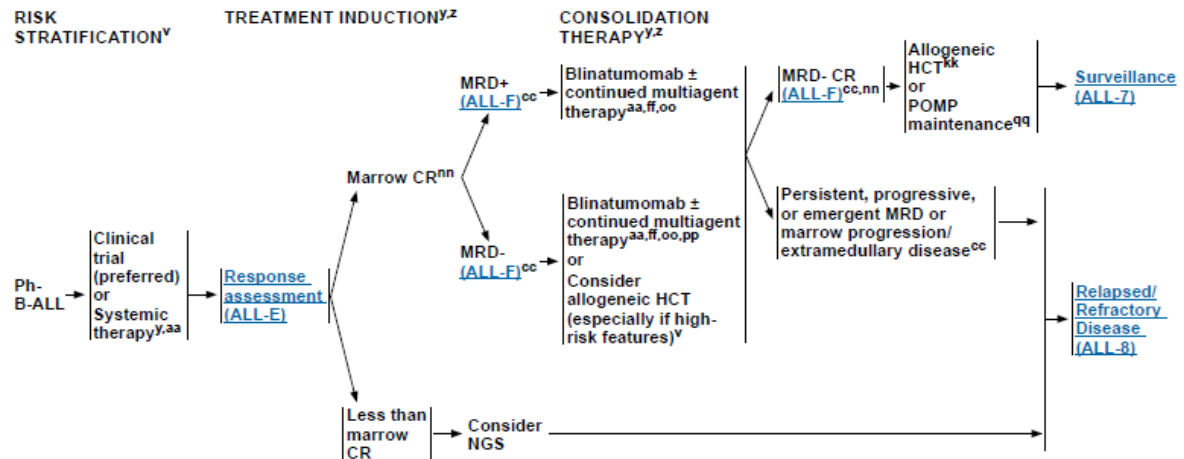 RISK
STRATIFICATIONv
TREATMENT INDUCTIONy,z
CONSOLIDATION
THERAPYy,z
Ph-
B-ALL
Clinical
trial
(preferred)
or
Systemic
therapyy,aa
Response
assessment
(ALL-E)
Marrow CRnn
Less than
marrow
CR
MRD+
(ALL-F)cc
MRD-
(ALL-F)cc
Consider
NGS
Blinatumomab ±
continued multiagent
therapyaa,ff,oo
Blinatumomab ±
continued multiagent
therapyaa,ff,oo,pp
or
Consider
allogeneic HCT
(especially if high-
risk features)v
MRD- CR
(ALL-F)cc,nn
Allogeneic
HCTkk
or
POMP
maintenanceqq
Surveillance
(ALL-7)
Persistent, progressive,
or emergent MRD or
marrow progression/
extramedullary diseasecc
Relapsed/
Refractory
Disease
(ALL-8)